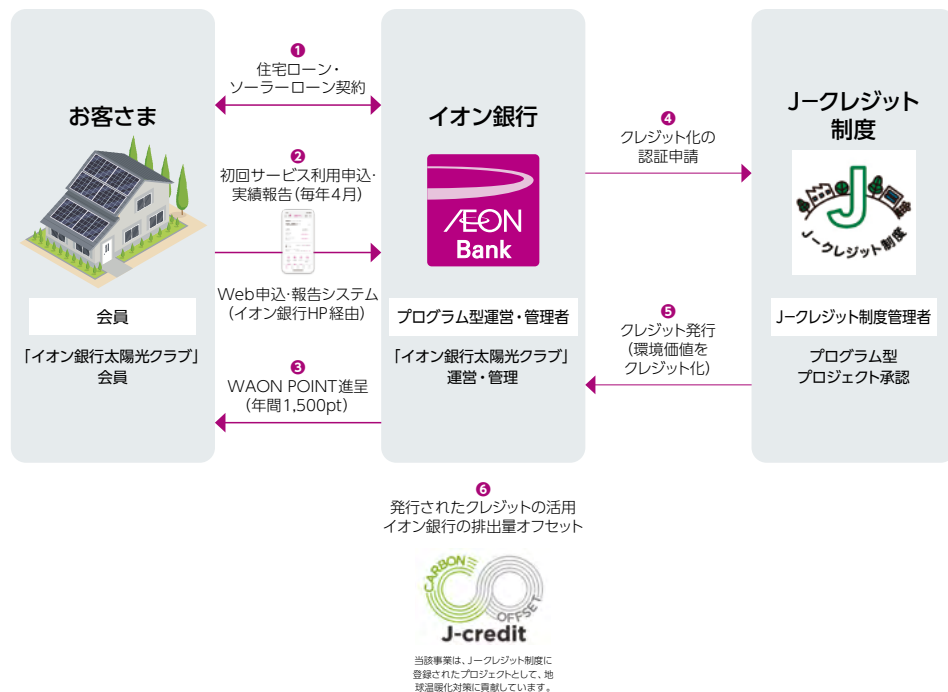 お客さま
会員
「イオン銀行太陽光クラブ」
会員
❶
住宅ローン・
ソーラーローン契約
❷
初回サービス利用申込・
実績報告(毎年4月)
Web申込・報告システム
(イオン銀行HP経由)
❸
WAON POINT進呈
(年間1,500pt)
イオン銀行
ÆON
Bank
プログラム型運営・管理者
「イオン銀行太陽光クラブ」
運営・管理
❹
クレジット化の
認証申請
❺
クレジット発行
(環境価値を
クレジット化)
J−クレジット
制度
J
J−クレジット制度
J−クレジット制度管理者
プログラム型
プロジェクト承認
❻
発行されたクレジットの活用
イオン銀行の排出量オフセット
CARBON
OFFSET
J-credit
当該事業は、J−クレジット制度に
登録されたプロジェクトとして、地
球温暖化対策に貢献しています。